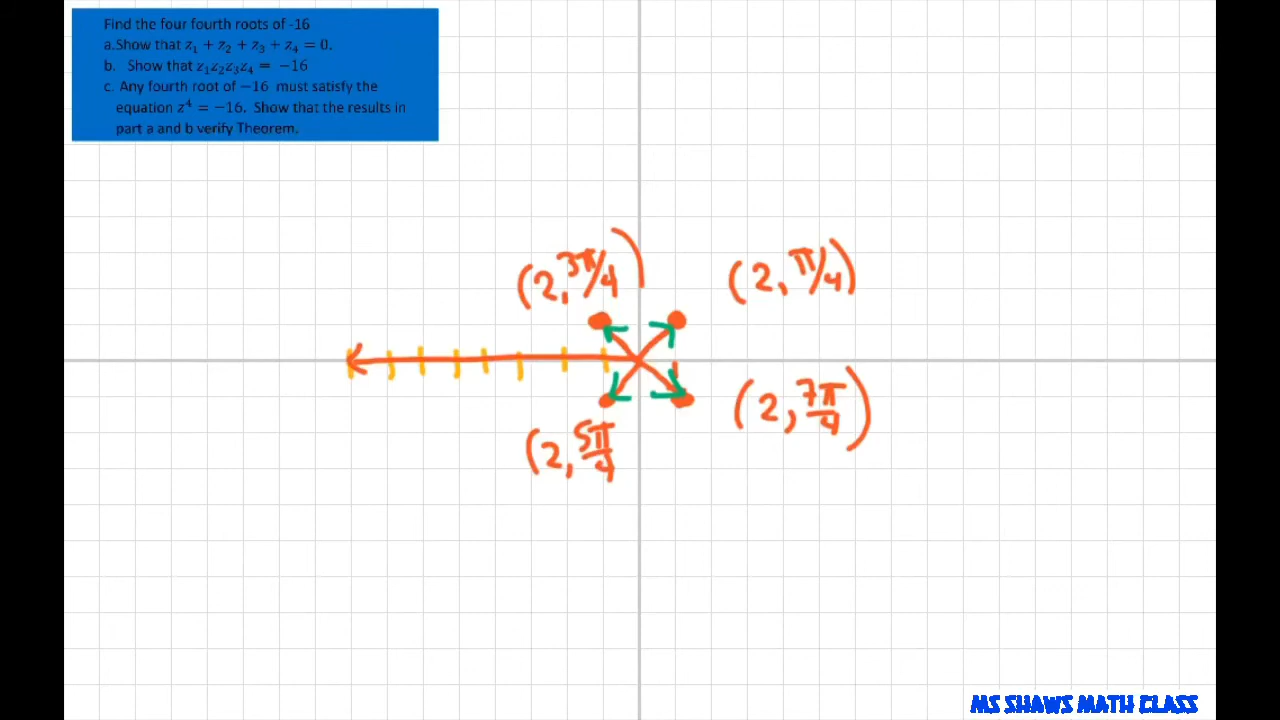 Find the four fourth roots of -16
a.Show that z₁ + z₂ + z₃ + z₄ = 0.
b. Show that z₁z₂z₃z₄ = −16
c. Any fourth root of −16 must satisfy the
equation z⁴ = −16. Show that the results in
part a and b verify Theorem.
(2, 3π/4)
(2, π/4)
(2, 7π/4)
(2, 5π/4
MS SHAWS MATH CLASS